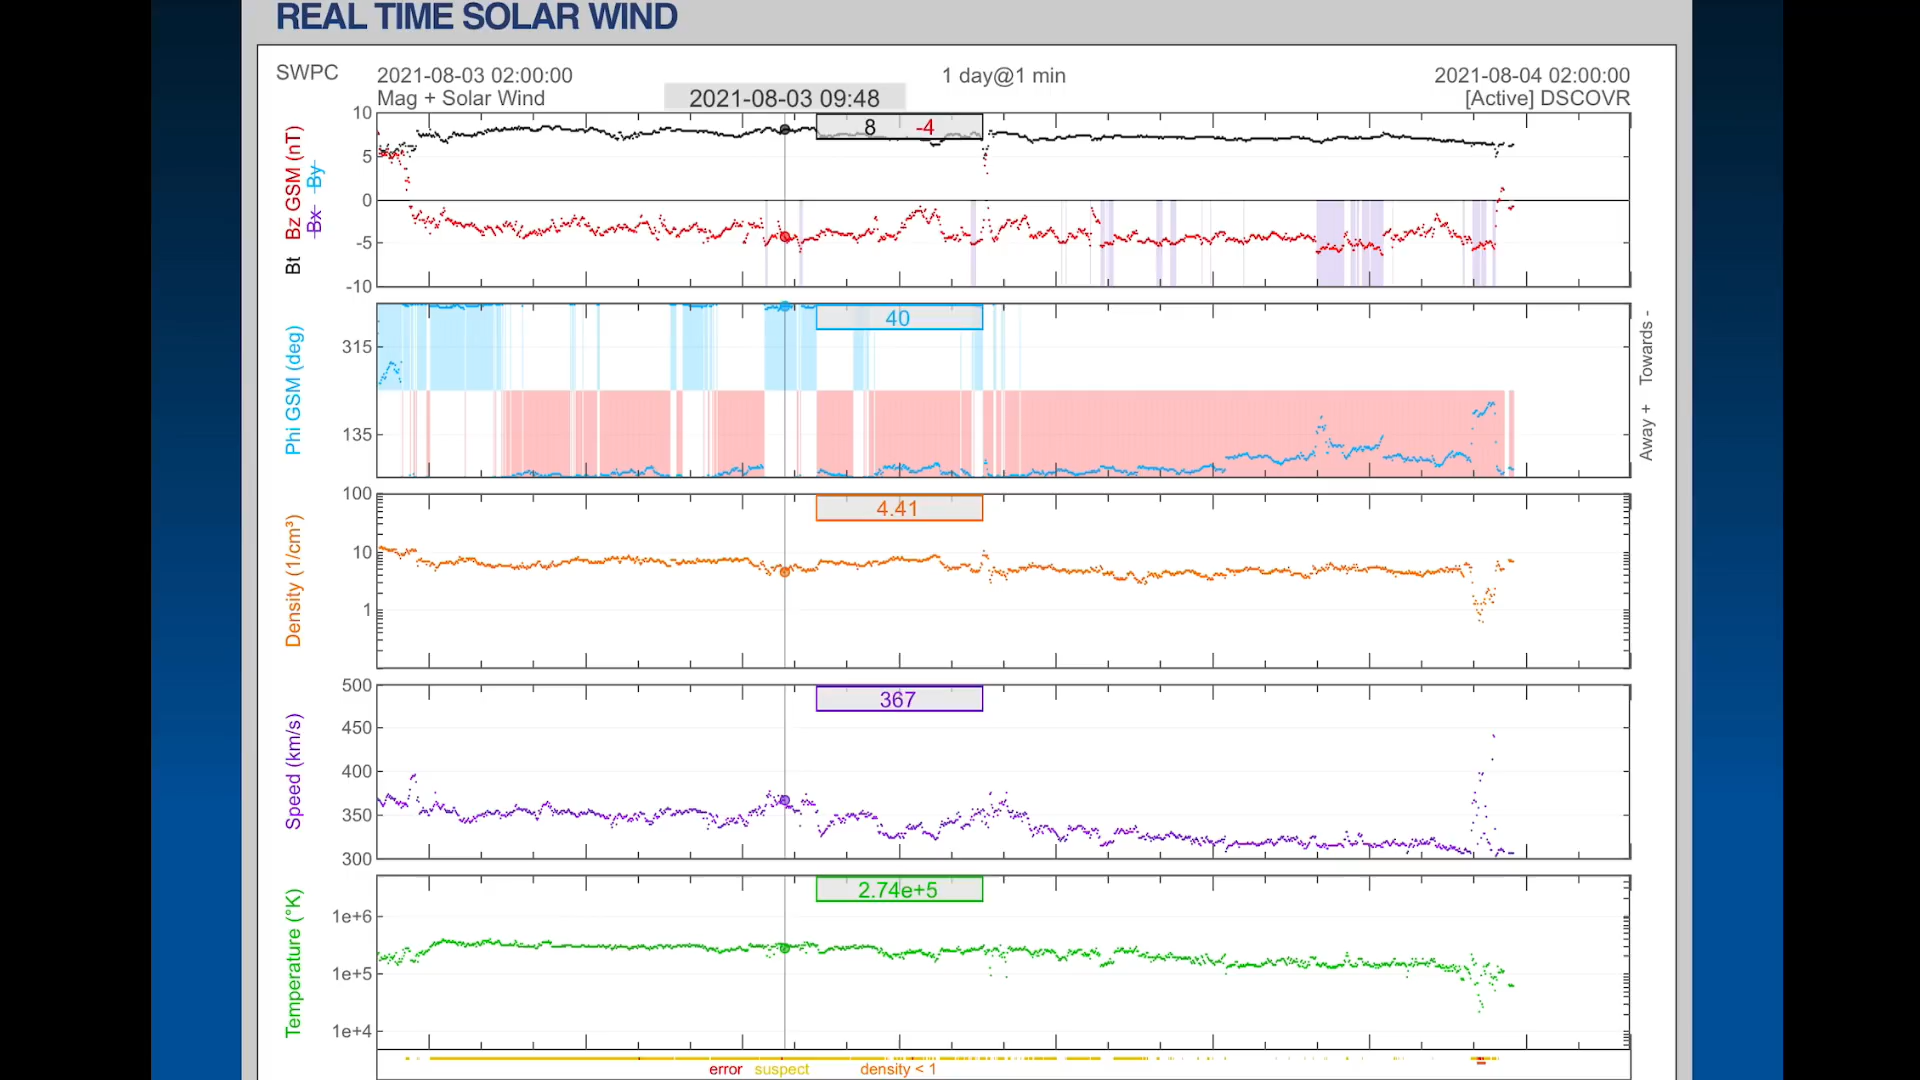 REAL TIME SOLAR WIND
SWPC
2021-08-03 02:00:00
1 day@1 min
2021-08-04 02:00:00
Mag + Solar Wind
2021-08-03 09:48
[Active] DSCOVR
8 -4
10
5
0
-5
-10
Bt Bz GSM (nT)
Bx By
40
315
135
Phi GSM (deg)
Away + Towards -
4.41
100
10
1
Density (1/cm³)
367
500
450
400
350
300
Speed (km/s)
2.74e+5
1e+6
1e+5
1e+4
Temperature (°K)
error suspect density < 1